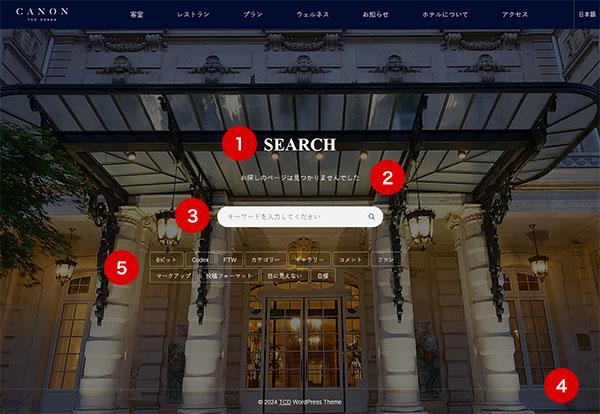 CANON
THE OSAKA
客室 レストラン プラン ウェルネス お知らせ ホテルについて アクセス 日本語
1 SEARCH
2
お探しのページは見つかりませんでした
3 キーワードを入力してください
5
8ビット Codex FTW カテゴリー ギャラリー コメント ファン
マークアップ 投稿フォーマット 目に見えない 自慢
4
© 2024 TCD WordPress Theme